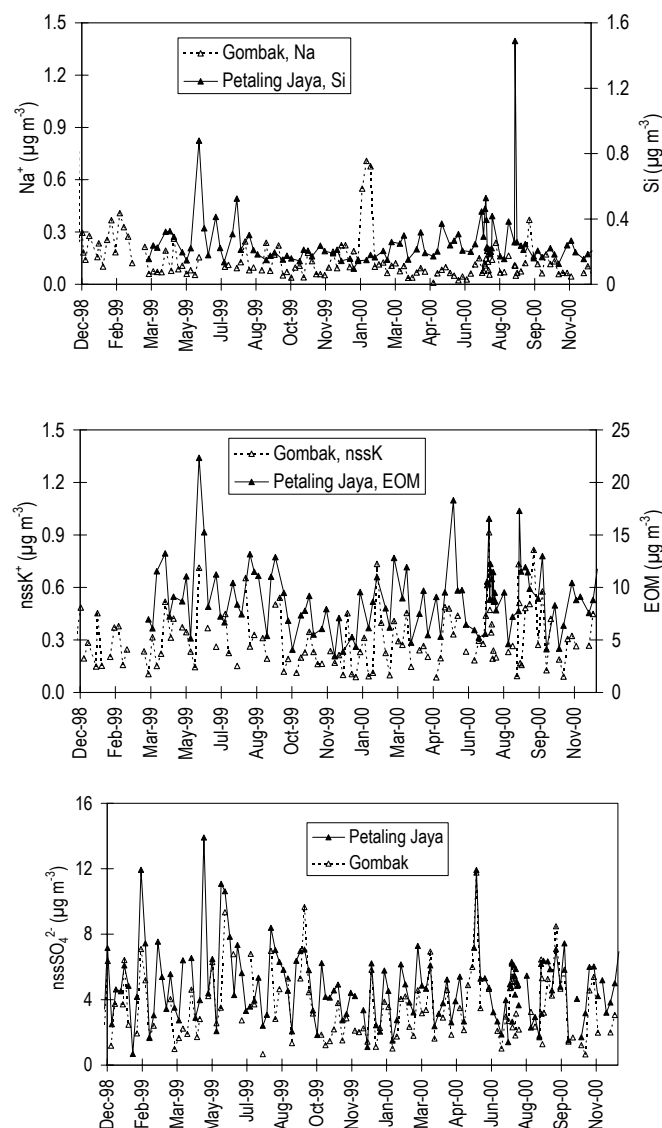 1.5
1.2
0.9
0.6
0.3
0.0
Na⁺ (µg m⁻³)
Gombak, Na
Petaling Jaya, Si
1.6
1.2
0.8
0.4
0.0
Si (µg m⁻³)
Dec-98
Feb-99
Mar-99
May-99
Jul-99
Aug-99
Oct-99
Nov-99
Jan-00
Mar-00
Apr-00
Jun-00
Aug-00
Sep-00
Nov-00
1.5
1.2
0.9
0.6
0.3
0.0
nssK⁺ (µg m⁻³)
Gombak, nssK
Petaling Jaya, EOM
25
20
15
10
5
0
EOM (µg m⁻³)
Dec-98
Feb-99
Mar-99
May-99
Jul-99
Aug-99
Oct-99
Nov-99
Jan-00
Mar-00
Apr-00
Jun-00
Aug-00
Sep-00
Nov-00
16
12
8
4
0
nssSO₄²⁻ (µg m⁻³)
Petaling Jaya
Gombak
Dec-98
Feb-99
Mar-99
May-99
Jul-99
Aug-99
Oct-99
Nov-99
Jan-00
Mar-00
Apr-00
Jun-00
Aug-00
Sep-00
Nov-00